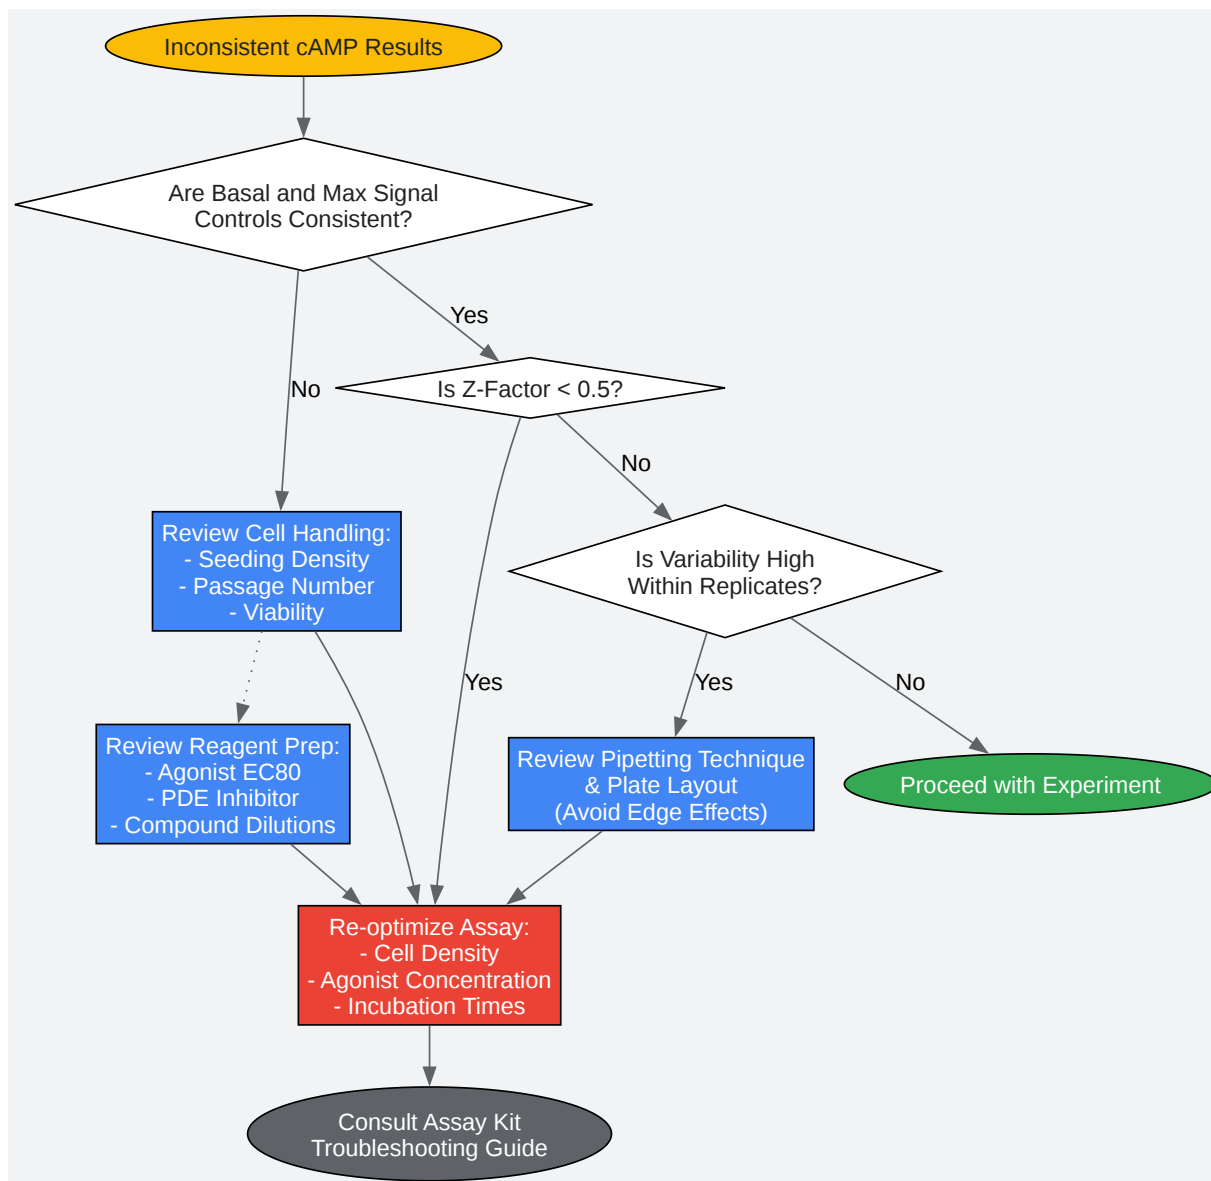 Inconsistent cAMP Results
Are Basal and Max Signal
Controls Consistent?
Yes
No
Is Z-Factor < 0.5?
No
Review Cell Handling:
- Seeding Density
- Passage Number
- Viability
Is Variability High
Within Replicates?
Yes
Yes
No
Review Reagent Prep:
- Agonist EC80
- PDE Inhibitor
- Compound Dilutions
Review Pipetting Technique
& Plate Layout
(Avoid Edge Effects)
Proceed with Experiment
Re-optimize Assay:
- Cell Density
- Agonist Concentration
- Incubation Times
Consult Assay Kit
Troubleshooting Guide